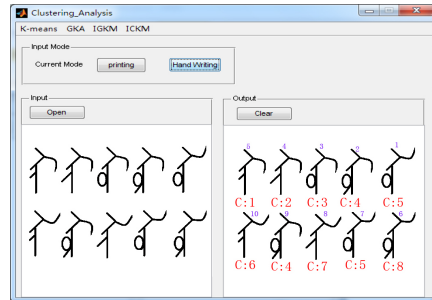 Clustering_Analysis
K-means GKA IGKM ICKM
Input Mode
Current Mode printing Hand Writing
Input
Open
Output
Clear
5 4 3 2 1
C:1 C:2 C:3 C:4 C:5
10 9 8 7 6
C:6 C:4 C:7 C:5 C:8